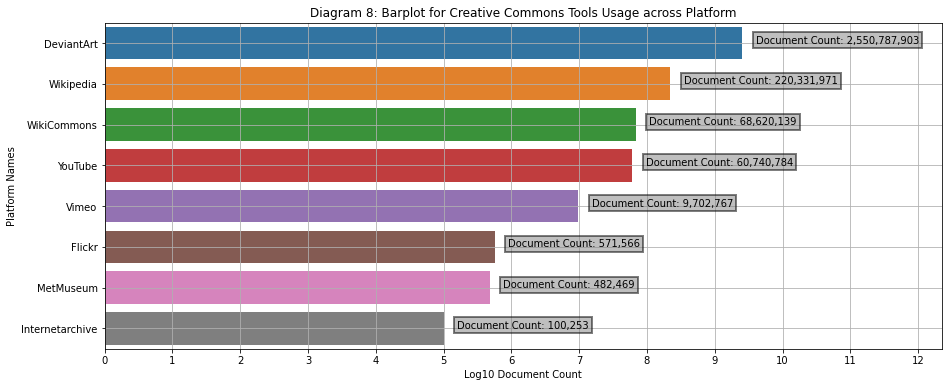 Diagram 8: Barplot for Creative Commons Tools Usage across Platform
DeviantArt
Document Count: 2,550,787,903
Wikipedia
Document Count: 220,331,971
WikiCommons
Document Count: 68,620,139
YouTube
Document Count: 60,740,784
Vimeo
Document Count: 9,702,767
Flickr
Document Count: 571,566
MetMuseum
Document Count: 482,469
Internetarchive
Document Count: 100,253
Platform Names
0 1 2 3 4 5 6 7 8 9 10 11 12
Log10 Document Count